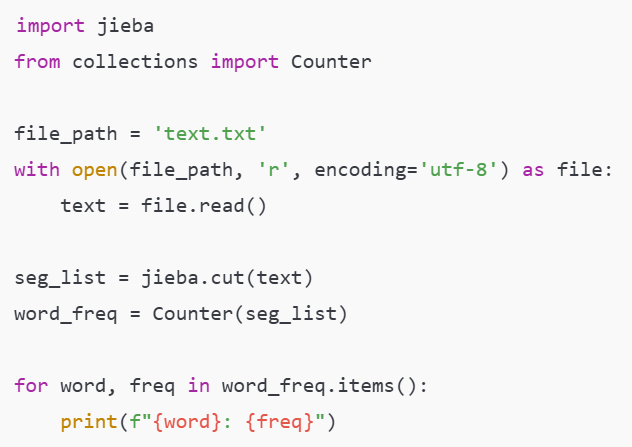 import jieba
from collections import Counter

file_path = 'text.txt'
with open(file_path, 'r', encoding='utf-8') as file:
    text = file.read()

seg_list = jieba.cut(text)
word_freq = Counter(seg_list)

for word, freq in word_freq.items():
    print(f"{word}: {freq}")